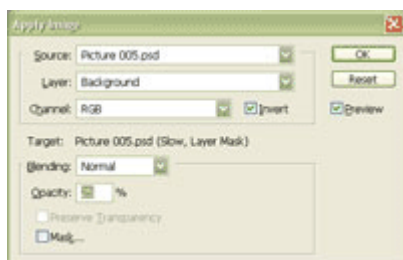 Apply Image
Source: Picture 005.psd OK
Layer: Background Reset
Channel: RGB Invert Preview
Target: Picture 005.psd (Slow, Layer Mask)
Blending: Normal
Opacity: %
Preserve Transparency
Mask...